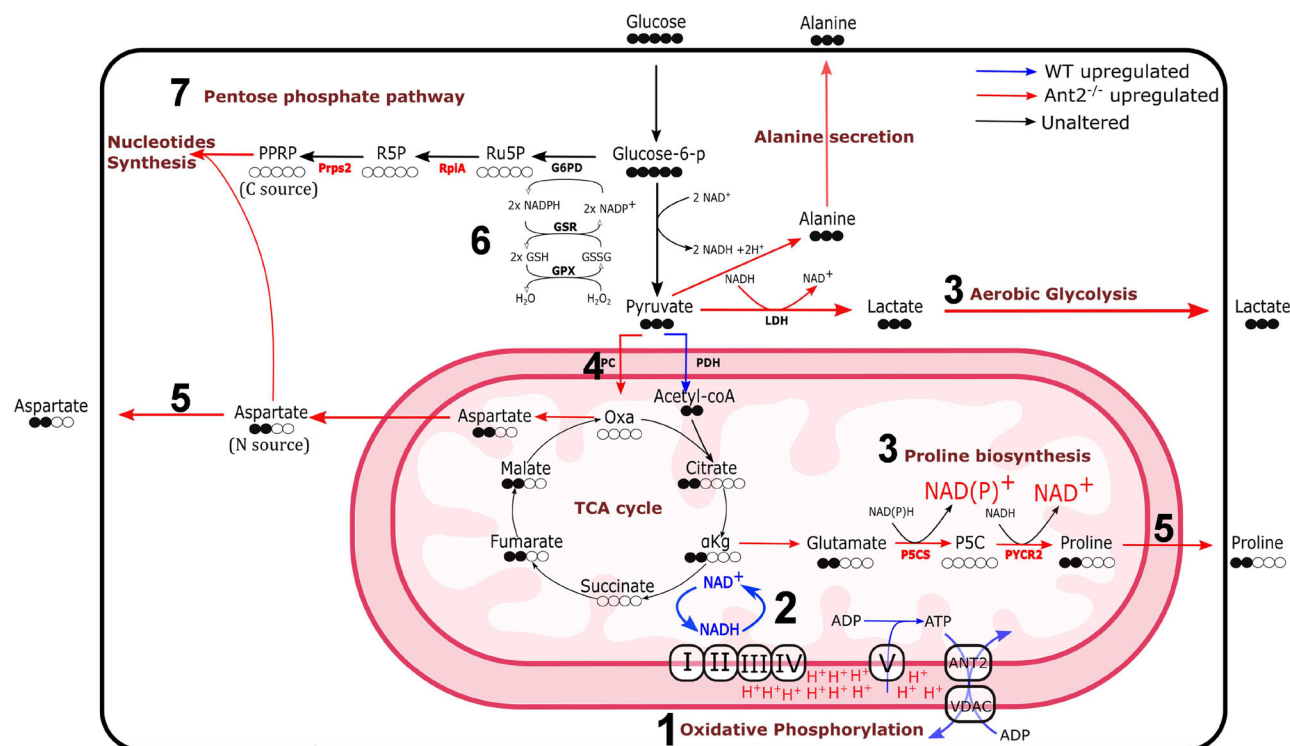 Glucose
Alanine
WT upregulated
Ant2-/- upregulated
Unaltered
7 Pentose phosphate pathway
Alanine secretion
Nucleotides
Synthesis
PPRP
Prps2
R5P
RpiA
Ru5P
G6PD
Glucose-6-p
(C source)
2x NADPH
2x NADP+
2 NAD+
6
GSR
2x GSH
GSSG
GPX
H2O
H2O2
2 NADH +2H+
Alanine
NADH
NAD+
Pyruvate
LDH
Lactate
3 Aerobic Glycolysis
Lactate
4
PC
PDH
Acetyl-coA
Aspartate
5
Aspartate
(N source)
Aspartate
Oxa
Malate
Citrate
3 Proline biosynthesis
TCA cycle
NAD(P)+
NAD+
NAD(P)H
NADH
Fumarate
αKg
Glutamate
P5CS
P5C
PYCR2
Proline
5
Proline
Succinate
NAD+
NADH
2
ADP
ATP
I
II
III
IV
V
ANT2
H+ H+ H+ H+
H+ H+ H+ H+ H+ H+ H+ H+
VDAC
1 Oxidative Phosphorylation
ADP